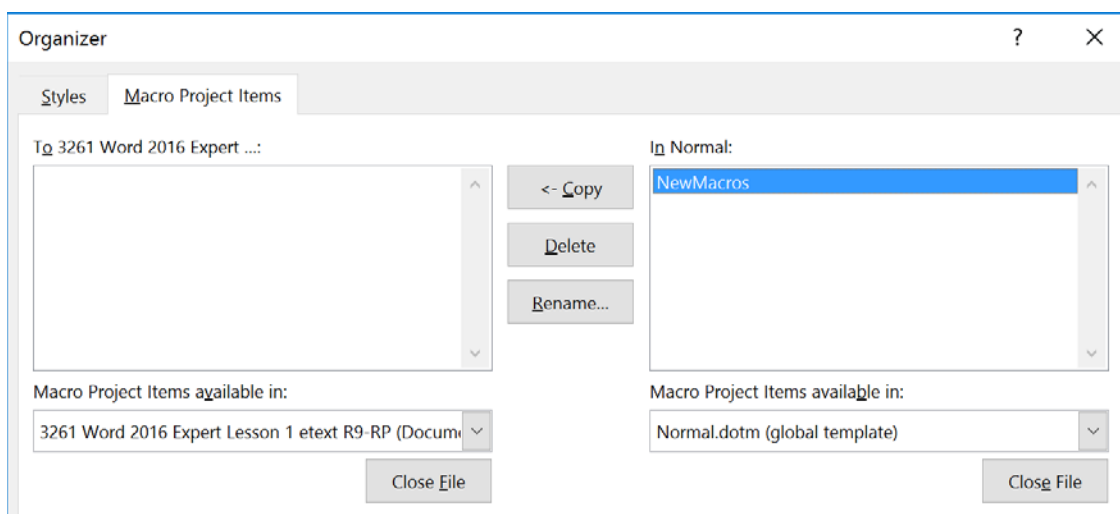 Organizer
? X
Styles Macro Project Items
To 3261 Word 2016 Expert ...:
In Normal:
NewMacros
<- Copy
Delete
Rename...
Macro Project Items available in:
Macro Project Items available in:
3261 Word 2016 Expert Lesson 1 etext R9-RP (Docum
Normal.dotm (global template)
Close File
Close File